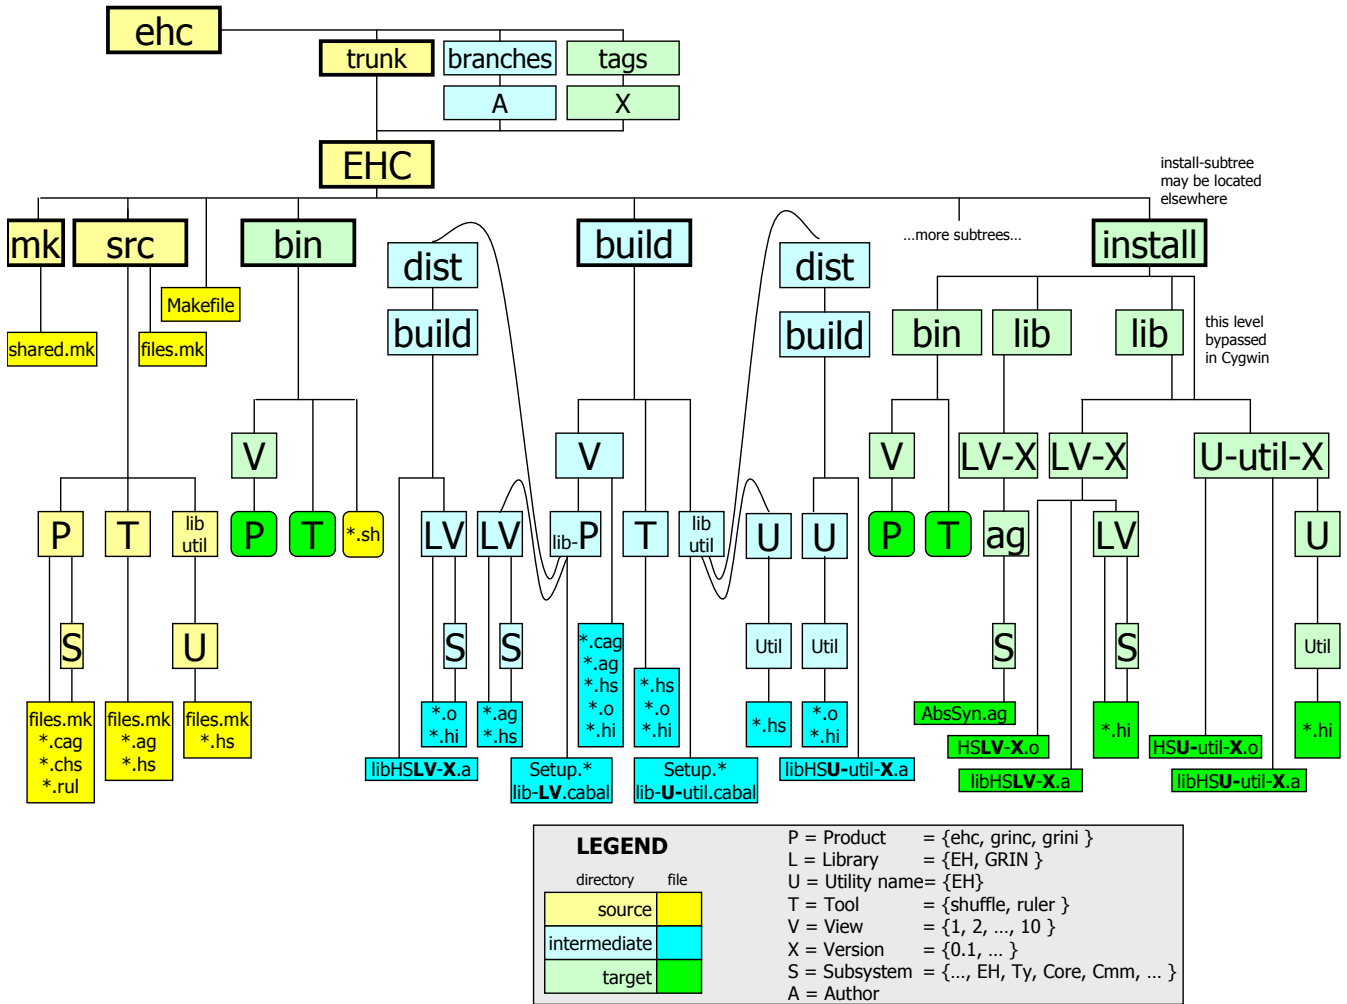 ehc
trunk
branches
tags
A
X
EHC
install-subtree
may be located
elsewhere
mk
src
bin
build
...more subtrees...
install
dist
dist
Makefile
shared.mk
files.mk
build
build
bin
lib
lib
this level
bypassed
in Cygwin
V
V
V
LV-X
LV-X
U-util-X
P
T
lib
util
P
T
*.sh
LV
LV
lib-P
T
lib
util
U
U
P
T
ag
LV
U
S
U
S
S
*.cag
*.ag
*.hs
*.o
*.hi
Util
Util
S
S
Util
files.mk
*.cag
*.chs
*.rul
files.mk
*.ag
*.hs
files.mk
*.hs
*.o
*.hi
*.ag
*.hs
*.hs
*.o
*.hi
*.hs
*.o
*.hi
AbsSyn.ag
*.hi
*.hi
HSLV-X.o
HSU-util-X.o
libHSLV-X.a
Setup.*
lib-LV.cabal
Setup.*
lib-U-util.cabal
libHSU-util-X.a
libHSLV-X.a
libHSU-util-X.a
LEGEND
directory file
source
intermediate
target
P = Product = {ehc, grinc, grini }
L = Library = {EH, GRIN }
U = Utility name= {EH}
T = Tool = {shuffle, ruler }
V = View = {1, 2, ..., 10 }
X = Version = {0.1, ... }
S = Subsystem = {..., EH, Ty, Core, Cmm, ... }
A = Author